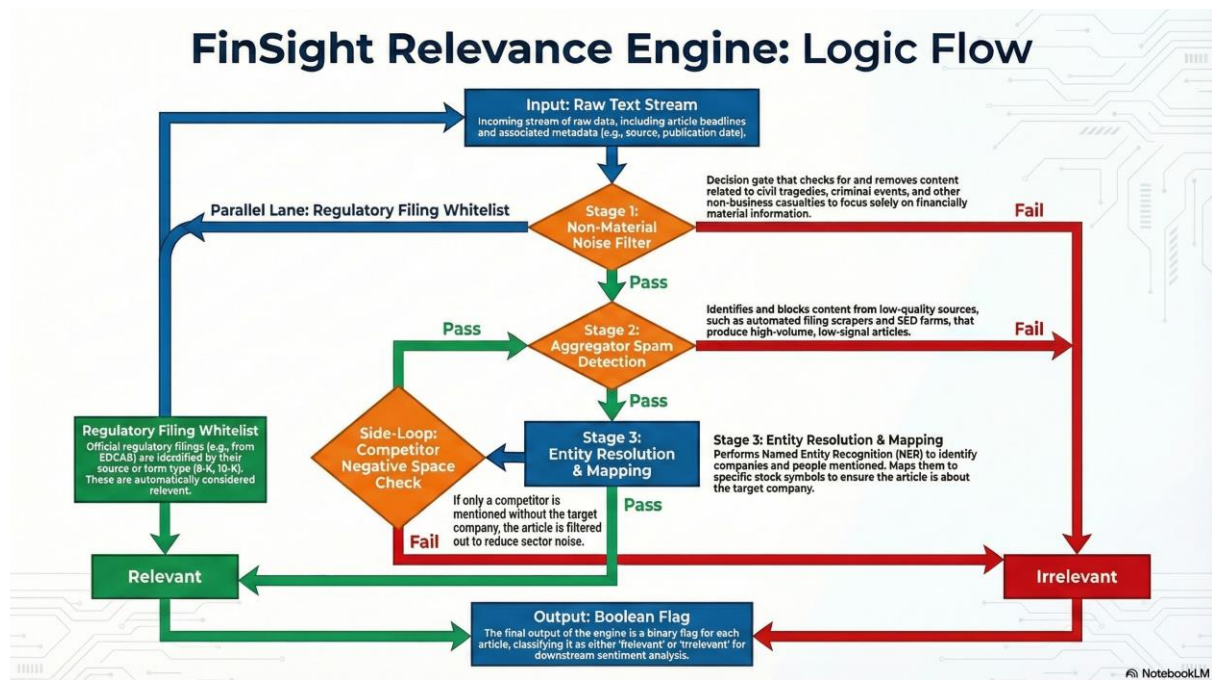 FinSight Relevance Engine: Logic Flow
Input: Raw Text Stream
Incoming stream of raw data, including article beadlines
and associated metadata (e.g., source, publication date).
Parallel Lane: Regulatory Filing Whitelist
Stage 1:
Non-Material
Noise Filter
Decision gate that checks for and removes content
related to civil tragedies, criminal events, and other
non-business casualties to focus solely on financially
material information.
Fail
Pass
Pass
Stage 2:
Aggregator Spam
Detection
Identifies and blocks content from low-quality sources,
such as automated filing scrapers and SED farms, that
produce high-volume, low-signal articles.
Fail
Pass
Regulatory Filing Whitelist
Official regulatory filings (e.g., from
EDCAB) are idcrdified by their
source or torm type (8-K, 10-K).
These are automatically considered
relevent.
Side-Loop:
Competitor
Negative Space
Check
Stage 3:
Entity Resolution
& Mapping
Stage 3: Entity Resolution & Mapping
Performs Named Entity Recognition (NER) to identify
companies and people mentioned. Maps them to
specific stock symbols to ensure the article is about
the target company.
Pass
If only a competitor is
mentioned without the target
company, the article is filtered
out to reduce sector noise.
Fail
Relevant
Irrelevant
Output: Boolean Flag
The final output of the engine is a binary flag for each
article, classifying it as either 'frelevant' or 'trrelevant' for
downstream sentiment analysis.
NotebookLM